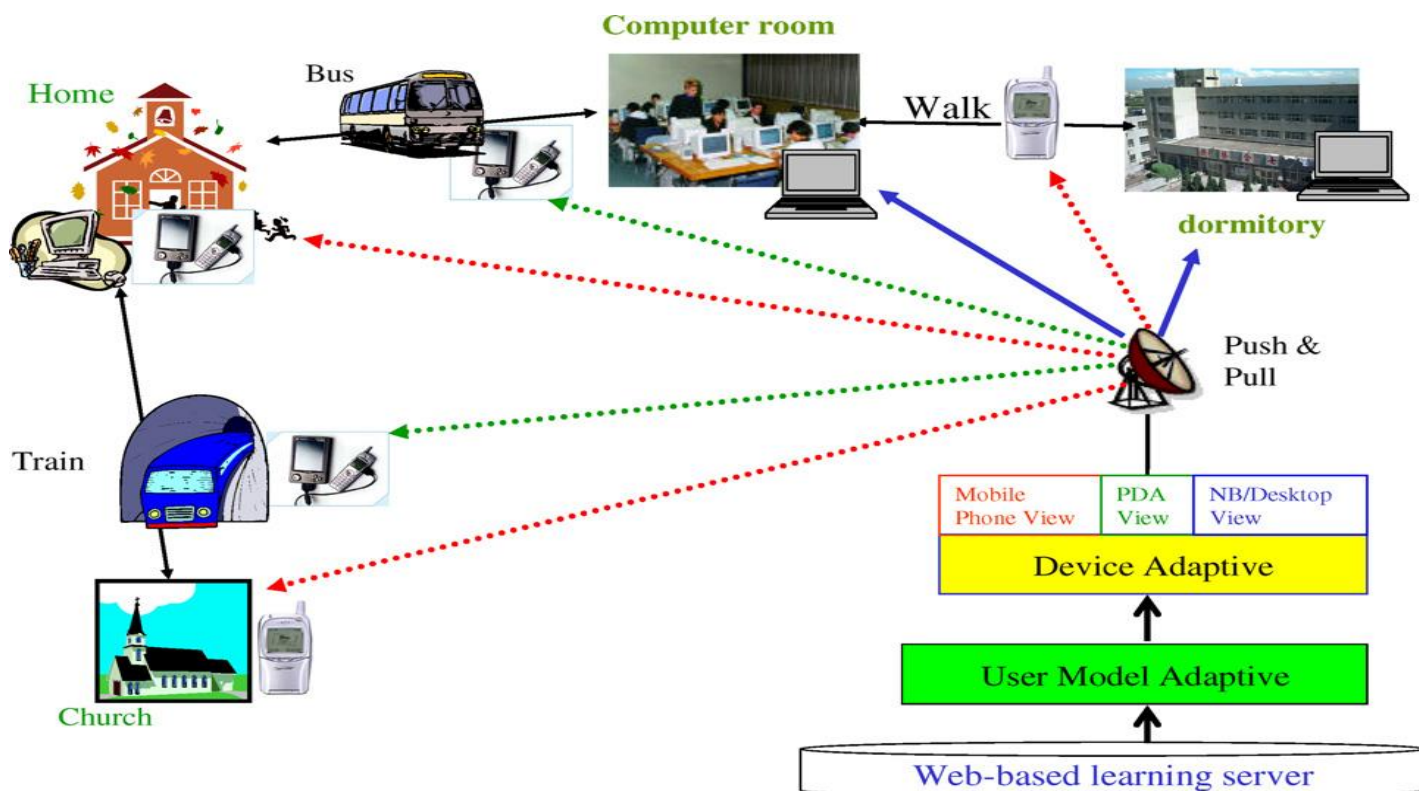 Computer room
Bus
Home
Walk
dormitory
Push &
Pull
Train
Mobile
Phone View
PDA
View
NB/Desktop
View
Device Adaptive
User Model Adaptive
Church
Web-based learning server